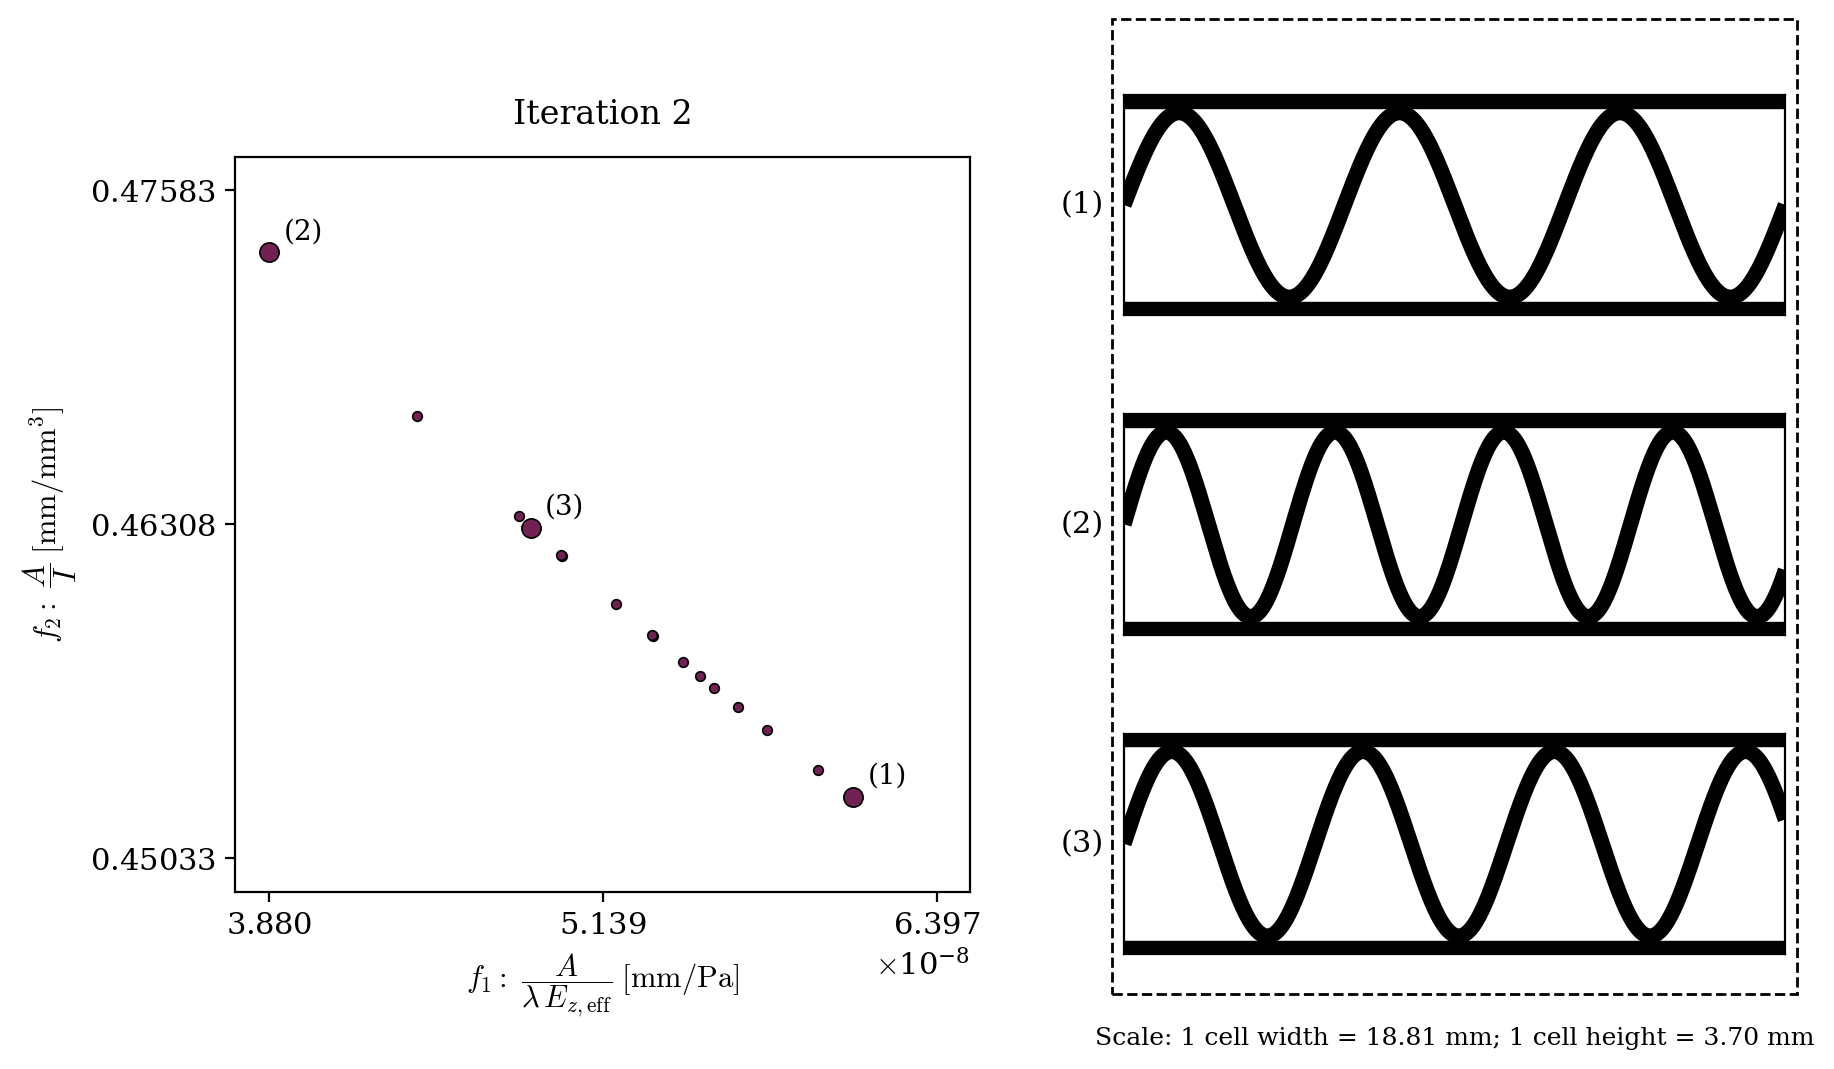 Iteration 2
0.47583
0.46308
0.45033
f₂: A/I [mm/mm³]
(2)
(3)
(1)
3.880 5.139 6.397
×10⁻⁸
f₁: A/(λ E_z,eff) [mm/Pa]
(1)
(2)
(3)
Scale: 1 cell width = 18.81 mm; 1 cell height = 3.70 mm